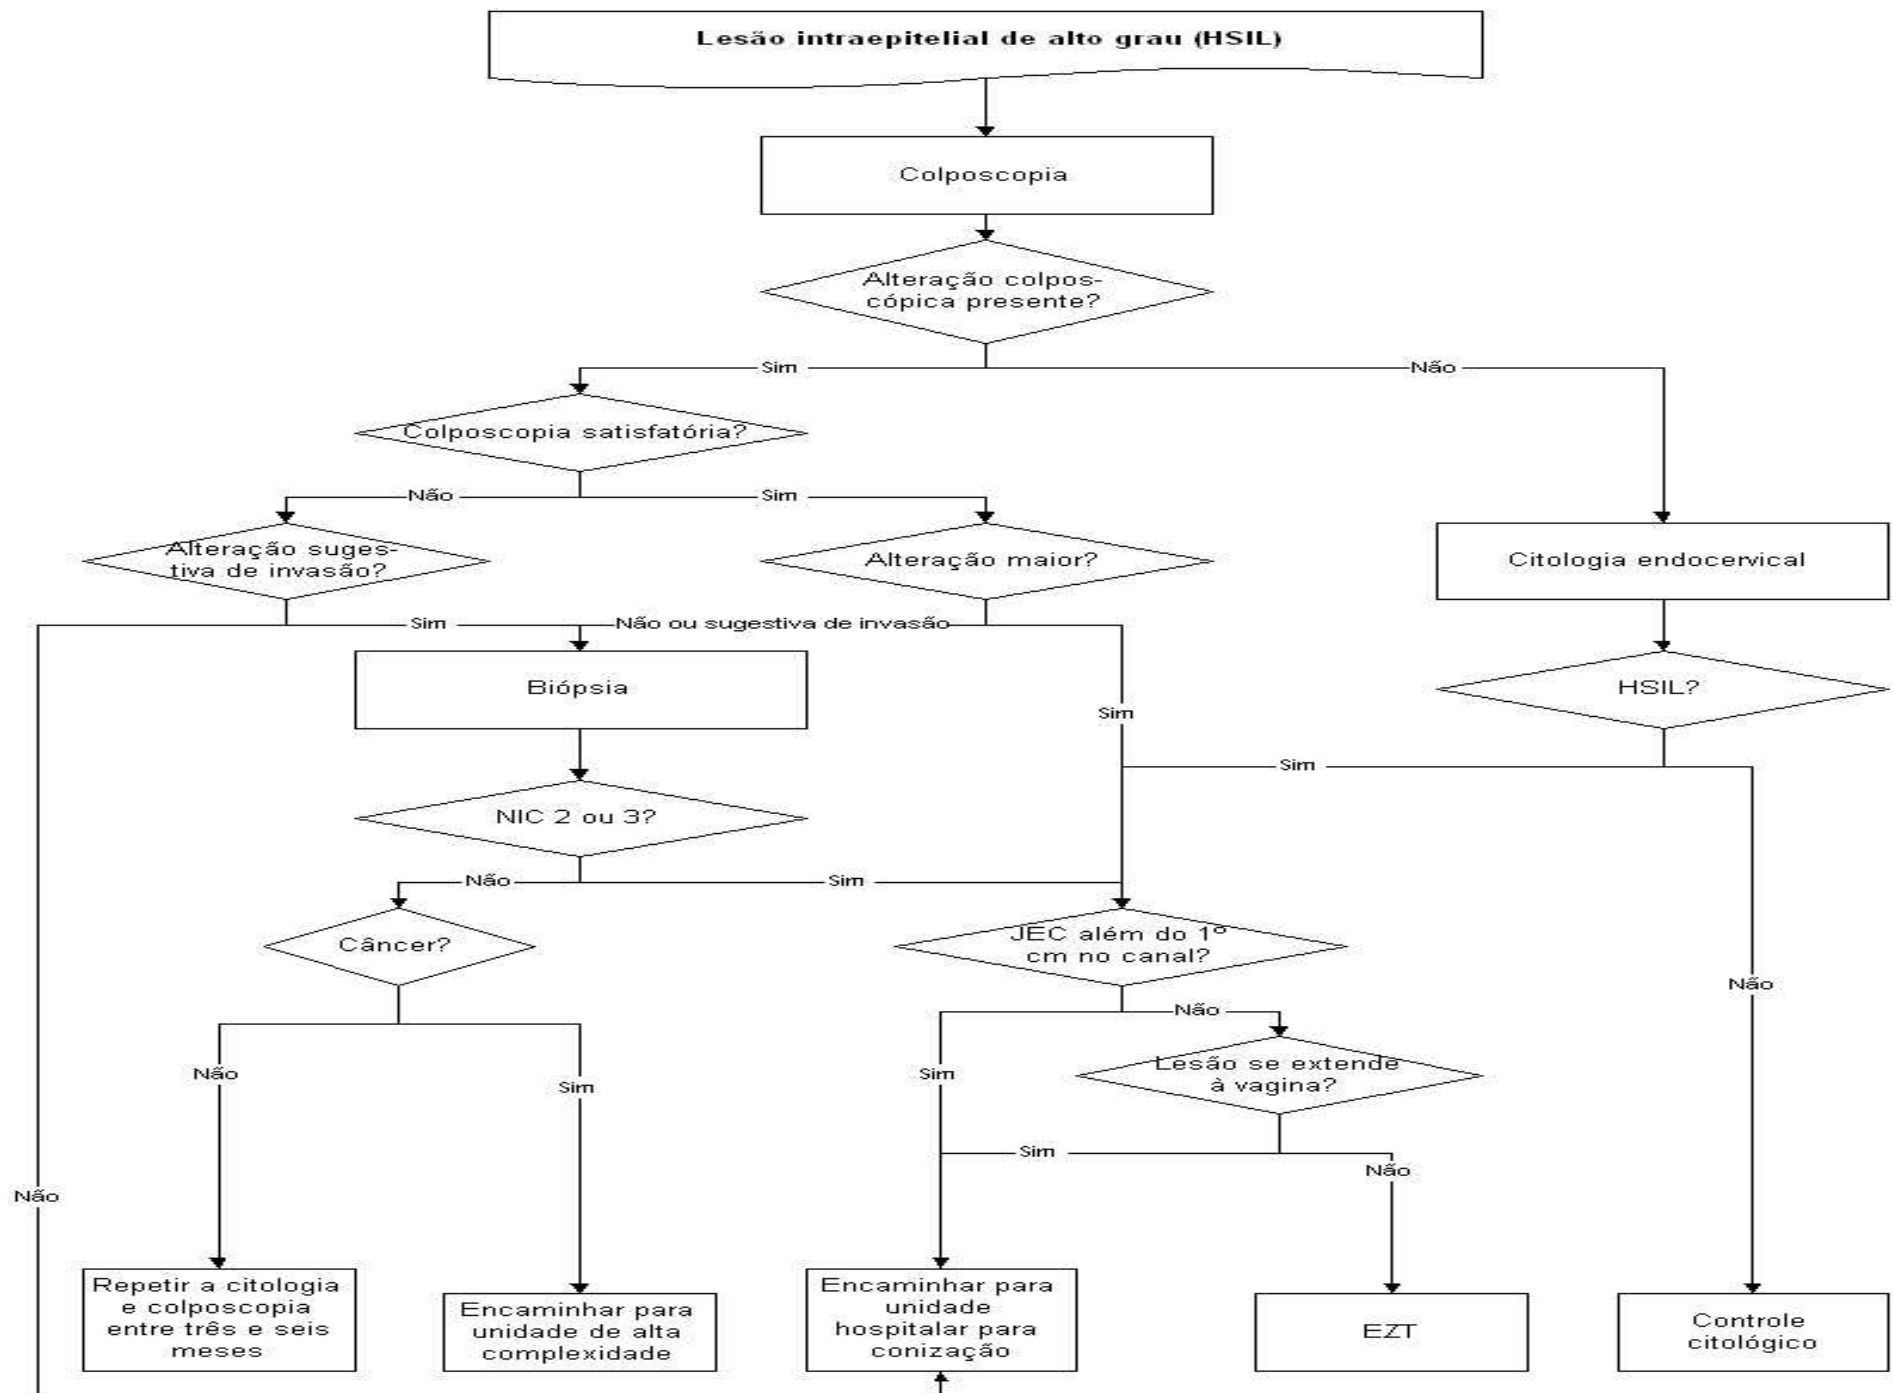 Lesão intraepitelial de alto grau (HSIL)
Colposcopia
Alteração colpos-
cópica presente?
Sim
Não
Colposcopia satisfatória?
Não
Sim
Alteração suges-
tiva de invasão?
Alteração maior?
Citologia endocervical
Sim
Não ou sugestiva de invasão
Biópsia
HSIL?
Sim
Sim
NIC 2 ou 3?
Não
Sim
Câncer?
JEC além do 1º
cm no canal?
Não
Não
Lesão se extende
à vagina?
Não
Sim
Sim
Sim
Não
Não
Repetir a citologia
e colposcopia
entre três e seis
meses
Encaminhar para
unidade de alta
complexidade
Encaminhar para
unidade
hospitalar para
conização
EZT
Controle
citológico